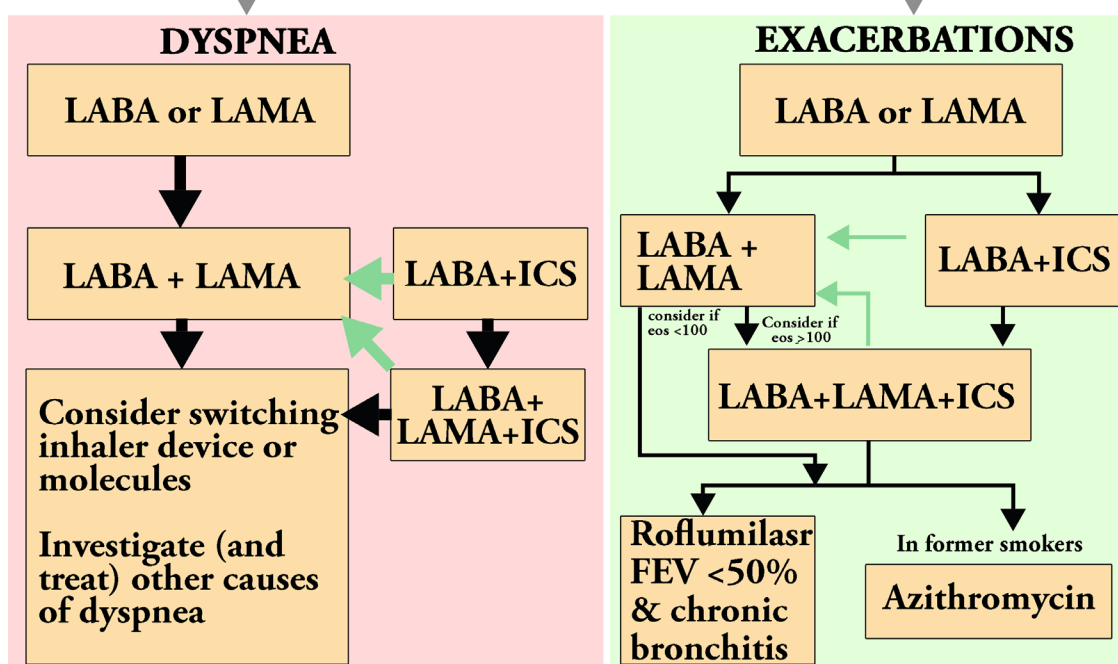 DYSPNEA
LABA or LAMA
LABA + LAMA
LABA+ICS
LABA+
LAMA+ICS
Consider switching
inhaler device or
molecules
Investigate (and
treat) other causes
of dyspnea
EXACERBATIONS
LABA or LAMA
LABA +
LAMA
LABA+ICS
consider if
eos <100
Consider if
eos >100
LABA+LAMA+ICS
Roflumilasr
FEV <50%
& chronic
bronchitis
In former smokers
Azithromycin